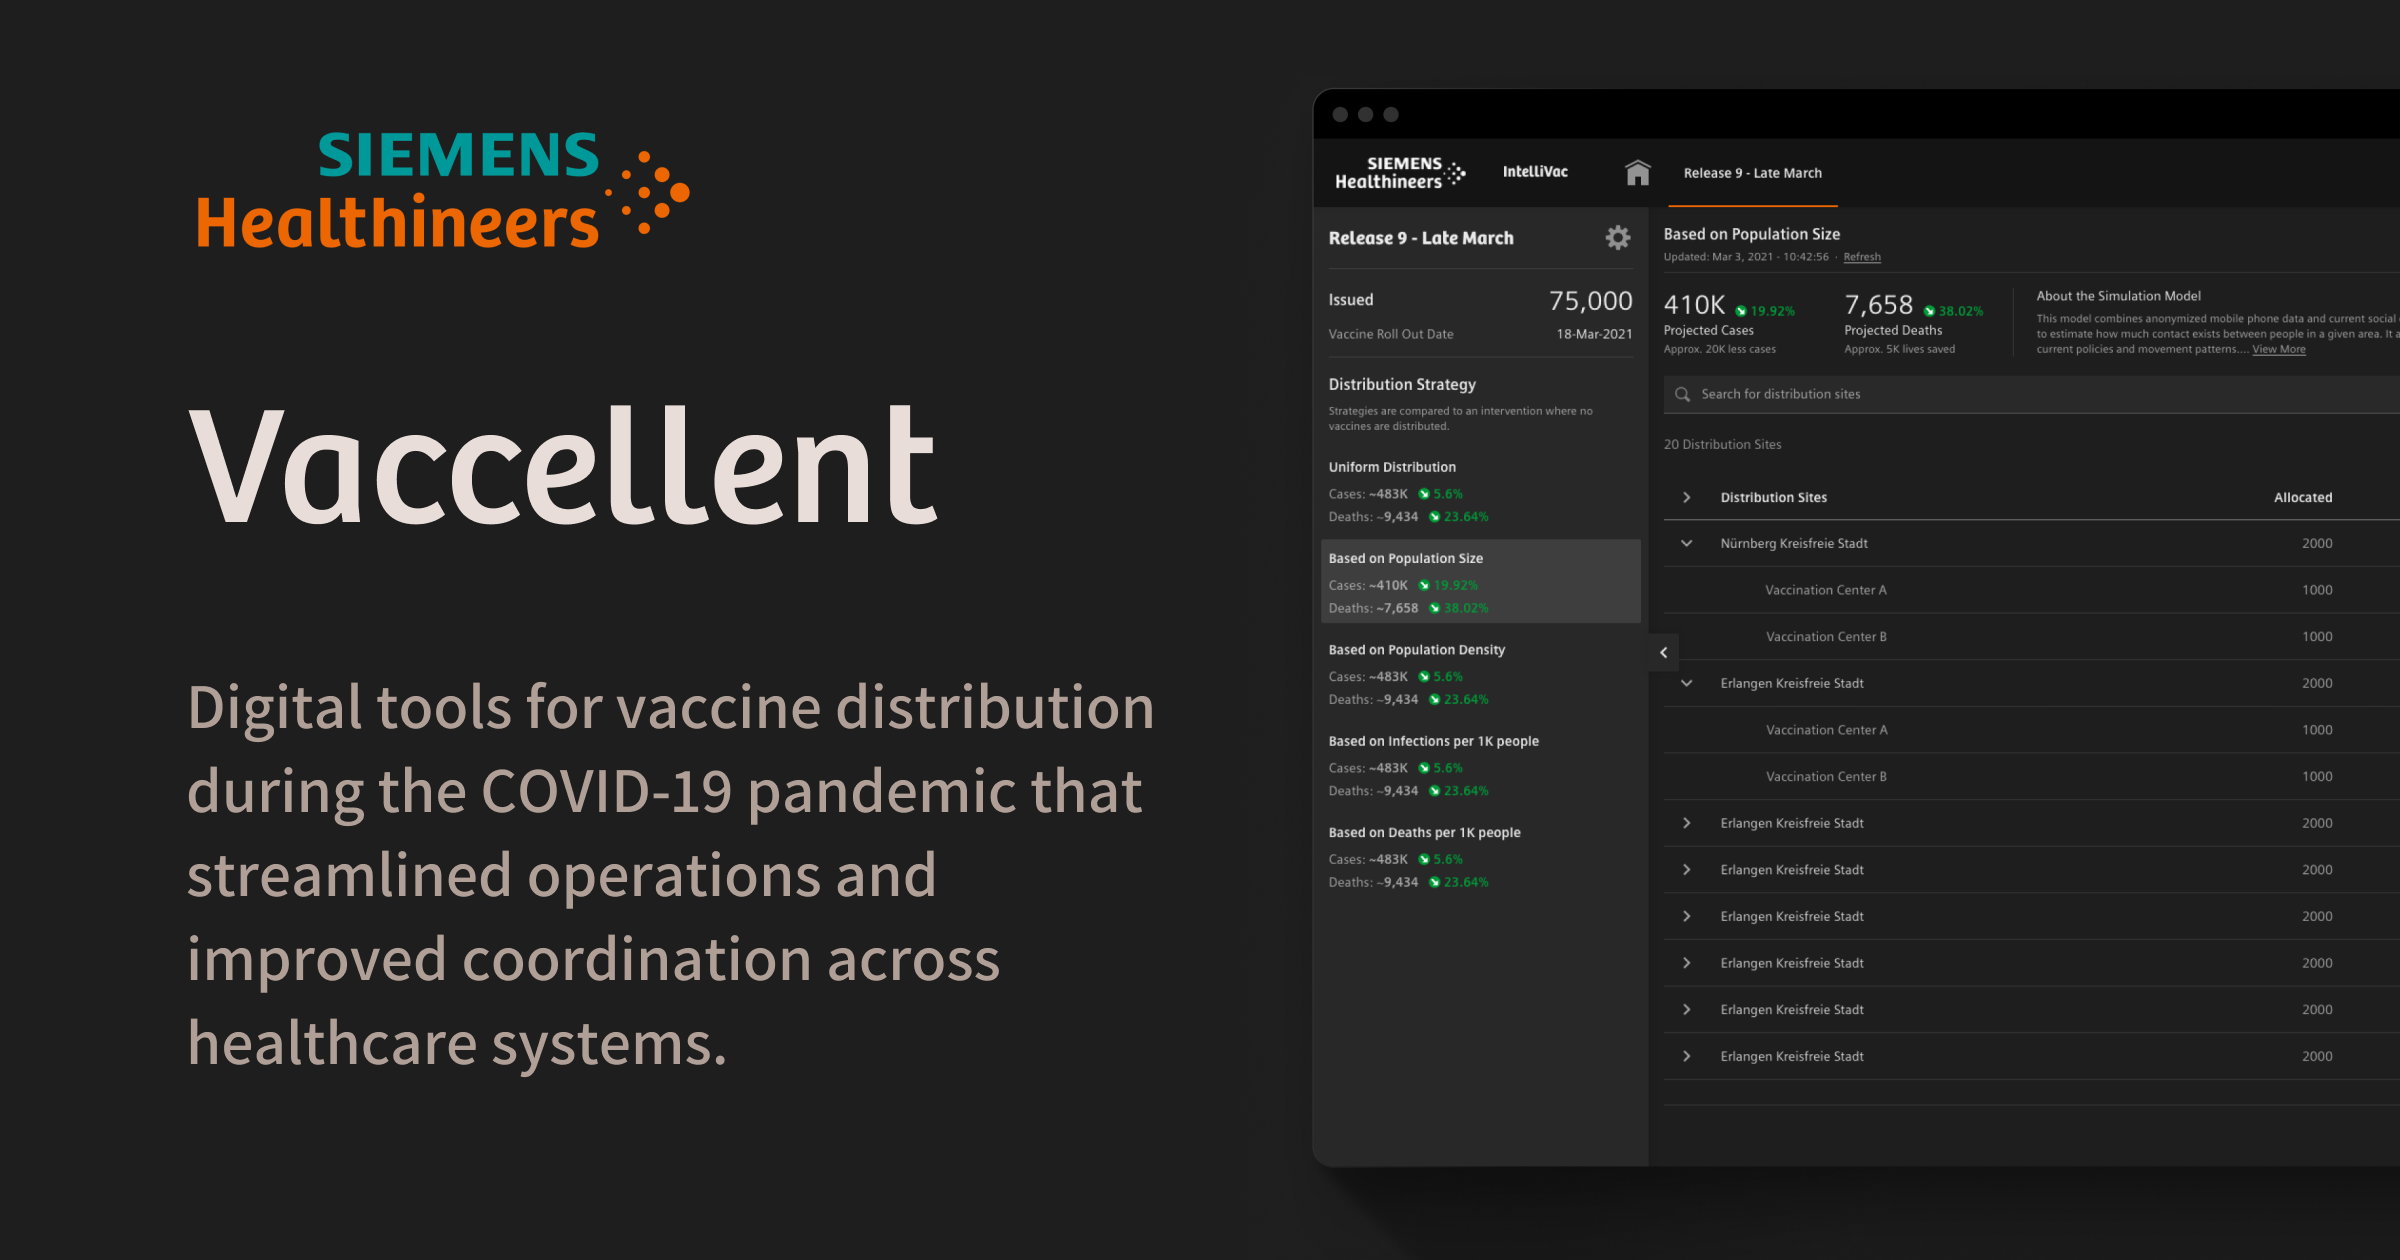 SIEMENS
Healthineers
Vaccellent
Digital tools for vaccine distribution
during the COVID-19 pandemic that
streamlined operations and
improved coordination across
healthcare systems.
SIEMENS
Healthineers
IntelliVac
Release 9 - Late March
Release 9 - Late March
Issued 75,000
Vaccine Roll Out Date 18-Mar-2021
Distribution Strategy
Strategies are compared to an intervention where no
vaccines are distributed.
Uniform Distribution
Cases: ~483K 5.6%
Deaths: ~9,434 23.64%
Based on Population Size
Cases: ~410K 19.92%
Deaths: ~7,658 38.02%
Based on Population Density
Cases: ~483K 5.6%
Deaths: ~9,434 23.64%
Based on Infections per 1K people
Cases: ~483K 5.6%
Deaths: ~9,434 23.64%
Based on Deaths per 1K people
Cases: ~483K 5.6%
Deaths: ~9,434 23.64%
Based on Population Size
Updated: Mar 3, 2021 - 10:42:56 · Refresh
410K 19.92%
Projected Cases
Approx. 20K less cases
7,658 38.02%
Projected Deaths
Approx. 5K lives saved
About the Simulation Model
This model combines anonymized mobile phone data and current social
to estimate how much contact exists between people in a given area. It
current policies and movement patterns.... View More
Search for distribution sites
20 Distribution Sites
Distribution Sites Allocated
Nürnberg Kreisfreie Stadt 2000
Vaccination Center A 1000
Vaccination Center B 1000
Erlangen Kreisfreie Stadt 2000
Vaccination Center A 1000
Vaccination Center B 1000
Erlangen Kreisfreie Stadt 2000
Erlangen Kreisfreie Stadt 2000
Erlangen Kreisfreie Stadt 2000
Erlangen Kreisfreie Stadt 2000
Erlangen Kreisfreie Stadt 2000
Erlangen Kreisfreie Stadt 2000